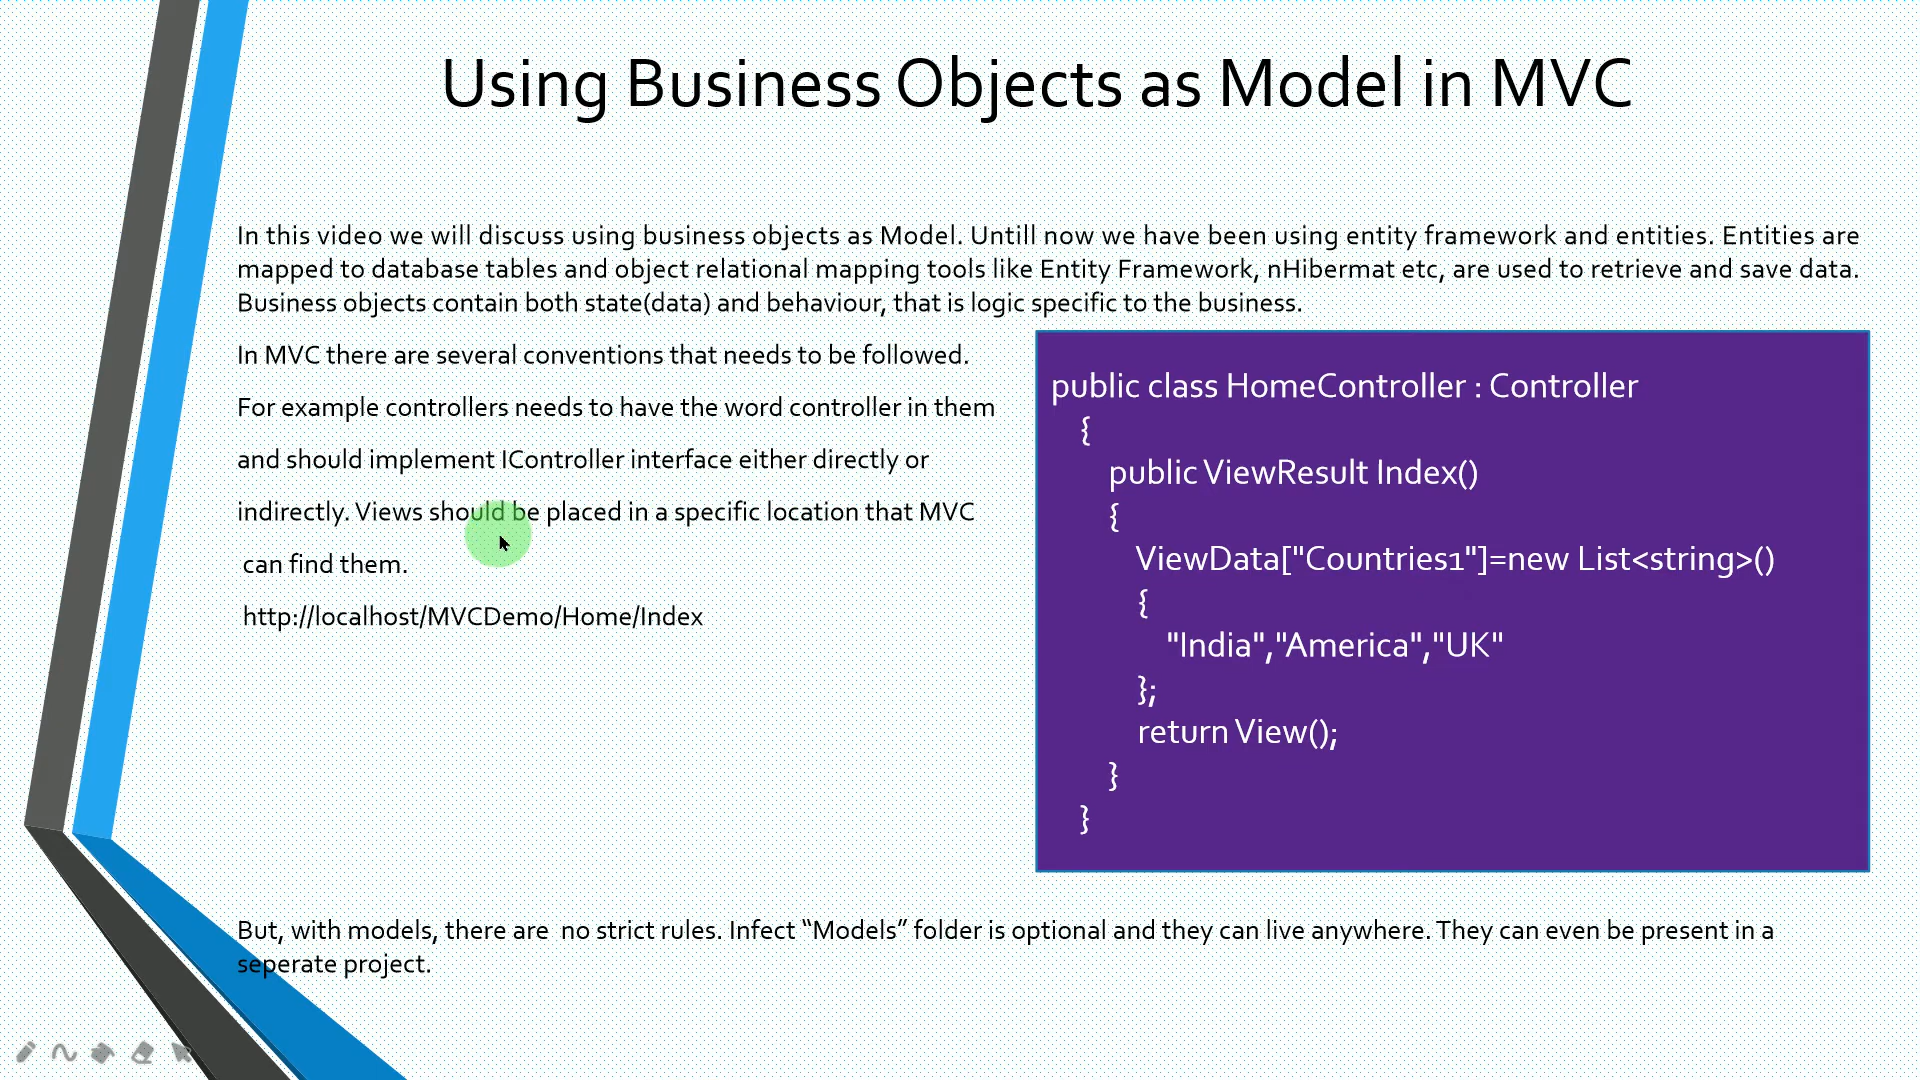 Using Business Objects as Model in MVC
In this video we will discuss using business objects as Model. Untill now we have been using entity framework and entities. Entities are
mapped to database tables and object relational mapping tools like Entity Framework, nHibermat etc, are used to retrieve and save data.
Business objects contain both state(data) and behaviour, that is logic specific to the business.
In MVC there are several conventions that needs to be followed.
For example controllers needs to have the word controller in them
and should implement IController interface either directly or
indirectly. Views should be placed in a specific location that MVC
can find them.
http://localhost/MVCDemo/Home/Index
public class HomeController : Controller
{
public ViewResult Index()
{
ViewData["Countries1"]=new List<string>()
{
"India","America","UK"
};
return View();
}
}
But, with models, there are  no strict rules. Infect “Models” folder is optional and they can live anywhere. They can even be present in a
seperate project.